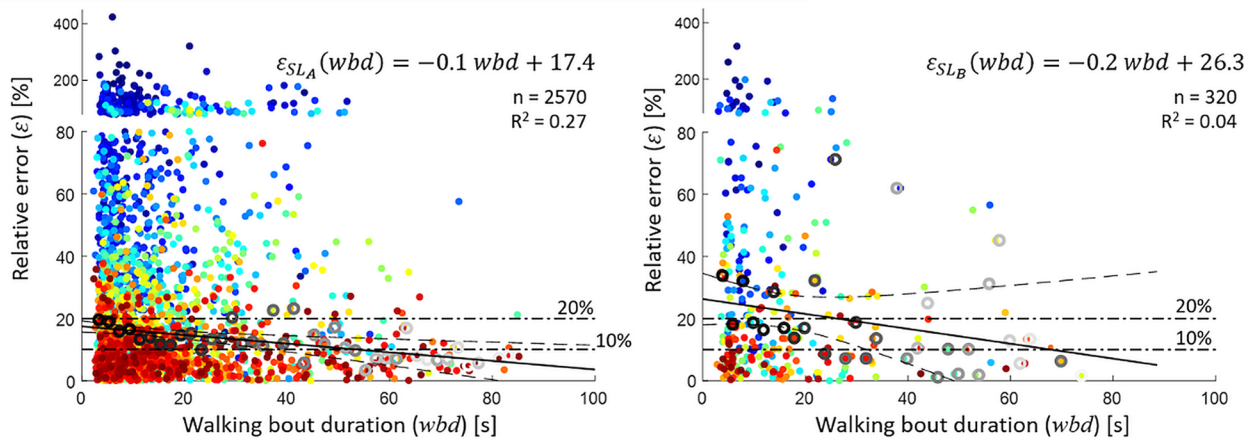 400
200
80
60
40
20
0
Relative error (ε) [%]
ε_{SL_A}(wbd) = −0.1 wbd + 17.4
n = 2570
R² = 0.27
20%
10%
0 20 40 60 80 100
Walking bout duration (wbd) [s]
400
200
80
60
40
20
0
Relative error (ε) [%]
ε_{SL_B}(wbd) = −0.2 wbd + 26.3
n = 320
R² = 0.04
20%
10%
0 20 40 60 80 100
Walking bout duration (wbd) [s]